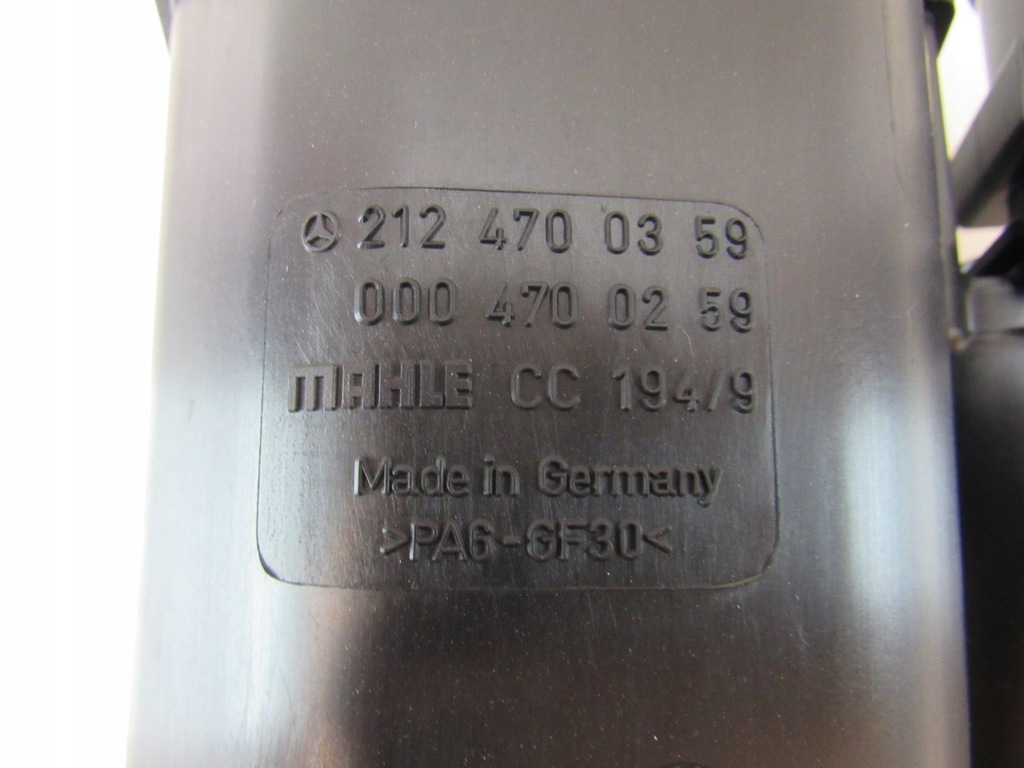 212 470 03 59
000 470 02 59
MAHLE CC 194/9
Made in Germany
>PA6-GF30<